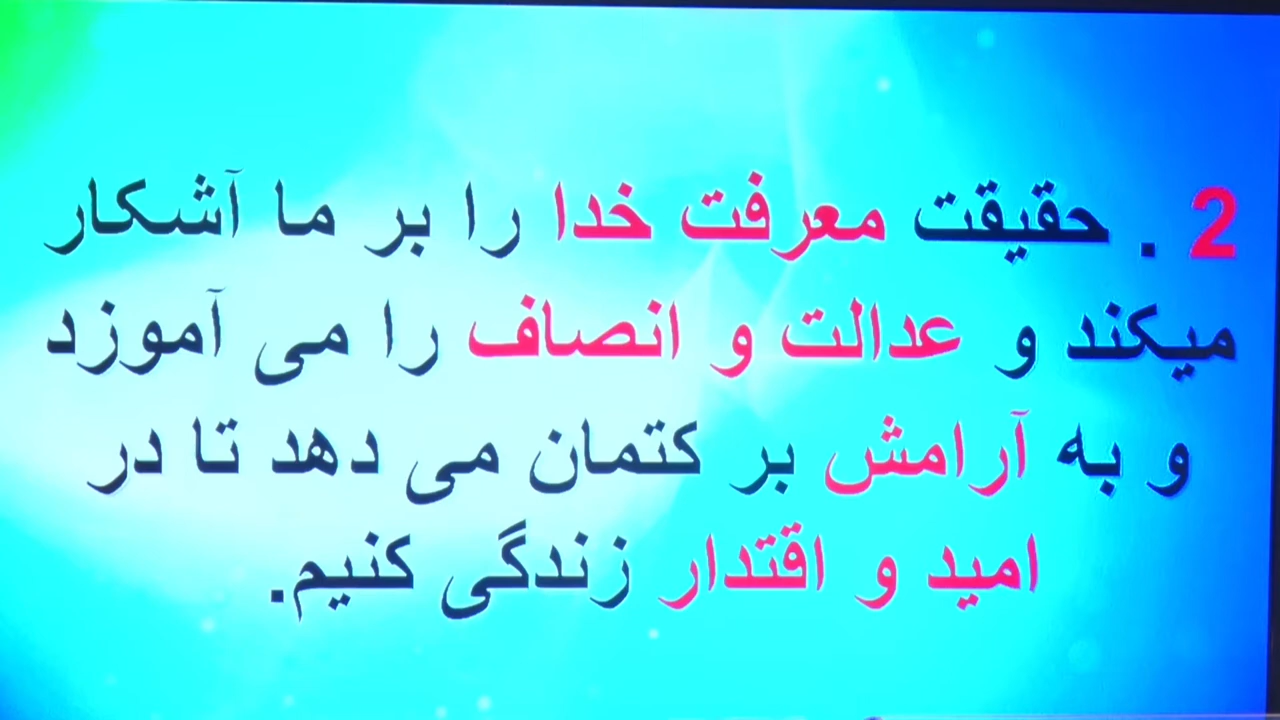 2 . حقیقت معرفت خدا را بر ما آشکار
میکند و عدالت و انصاف را می آموزد
و به آرامش بر کتمان می دهد تا در
امید و اقتدار زندگی کنیم.